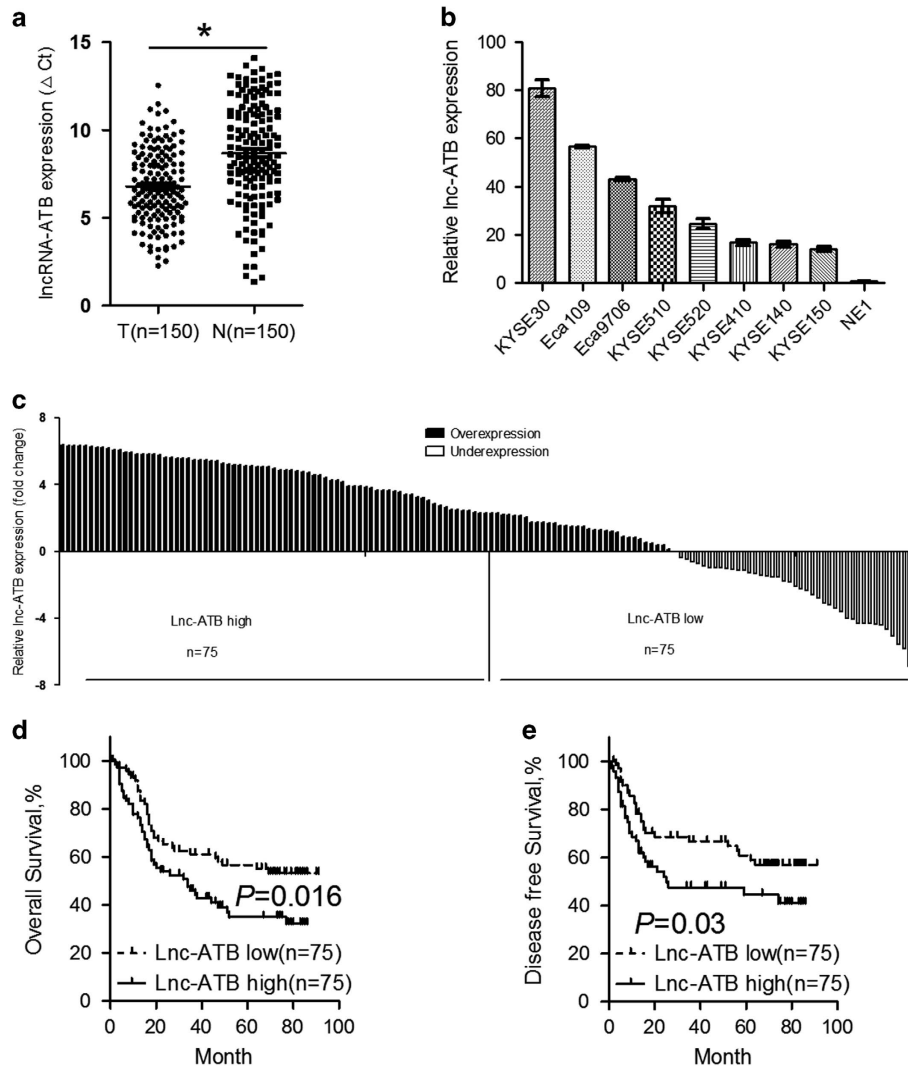 a
lncRNA-ATB expression (△ Ct)
15
10
5
0
*
T(n=150)
N(n=150)
b
Relative lnc-ATB expression
100
80
60
40
20
0
KYSE30
Eca109
Eca9706
KYSE510
KYSE520
KYSE410
KYSE140
KYSE150
NE1
c
Relative lnc-ATB expression (fold change)
8
4
0
-4
-8
Overexpression
Underexpression
Lnc-ATB high
n=75
Lnc-ATB low
n=75
d
Overall Survival,%
100
80
60
40
20
0
P=0.016
Lnc-ATB low(n=75)
Lnc-ATB high(n=75)
0 20 40 60 80 100
Month
e
Disease free Survival,%
100
80
60
40
20
0
P=0.03
Lnc-ATB low(n=75)
Lnc-ATB high(n=75)
0 20 40 60 80 100
Month